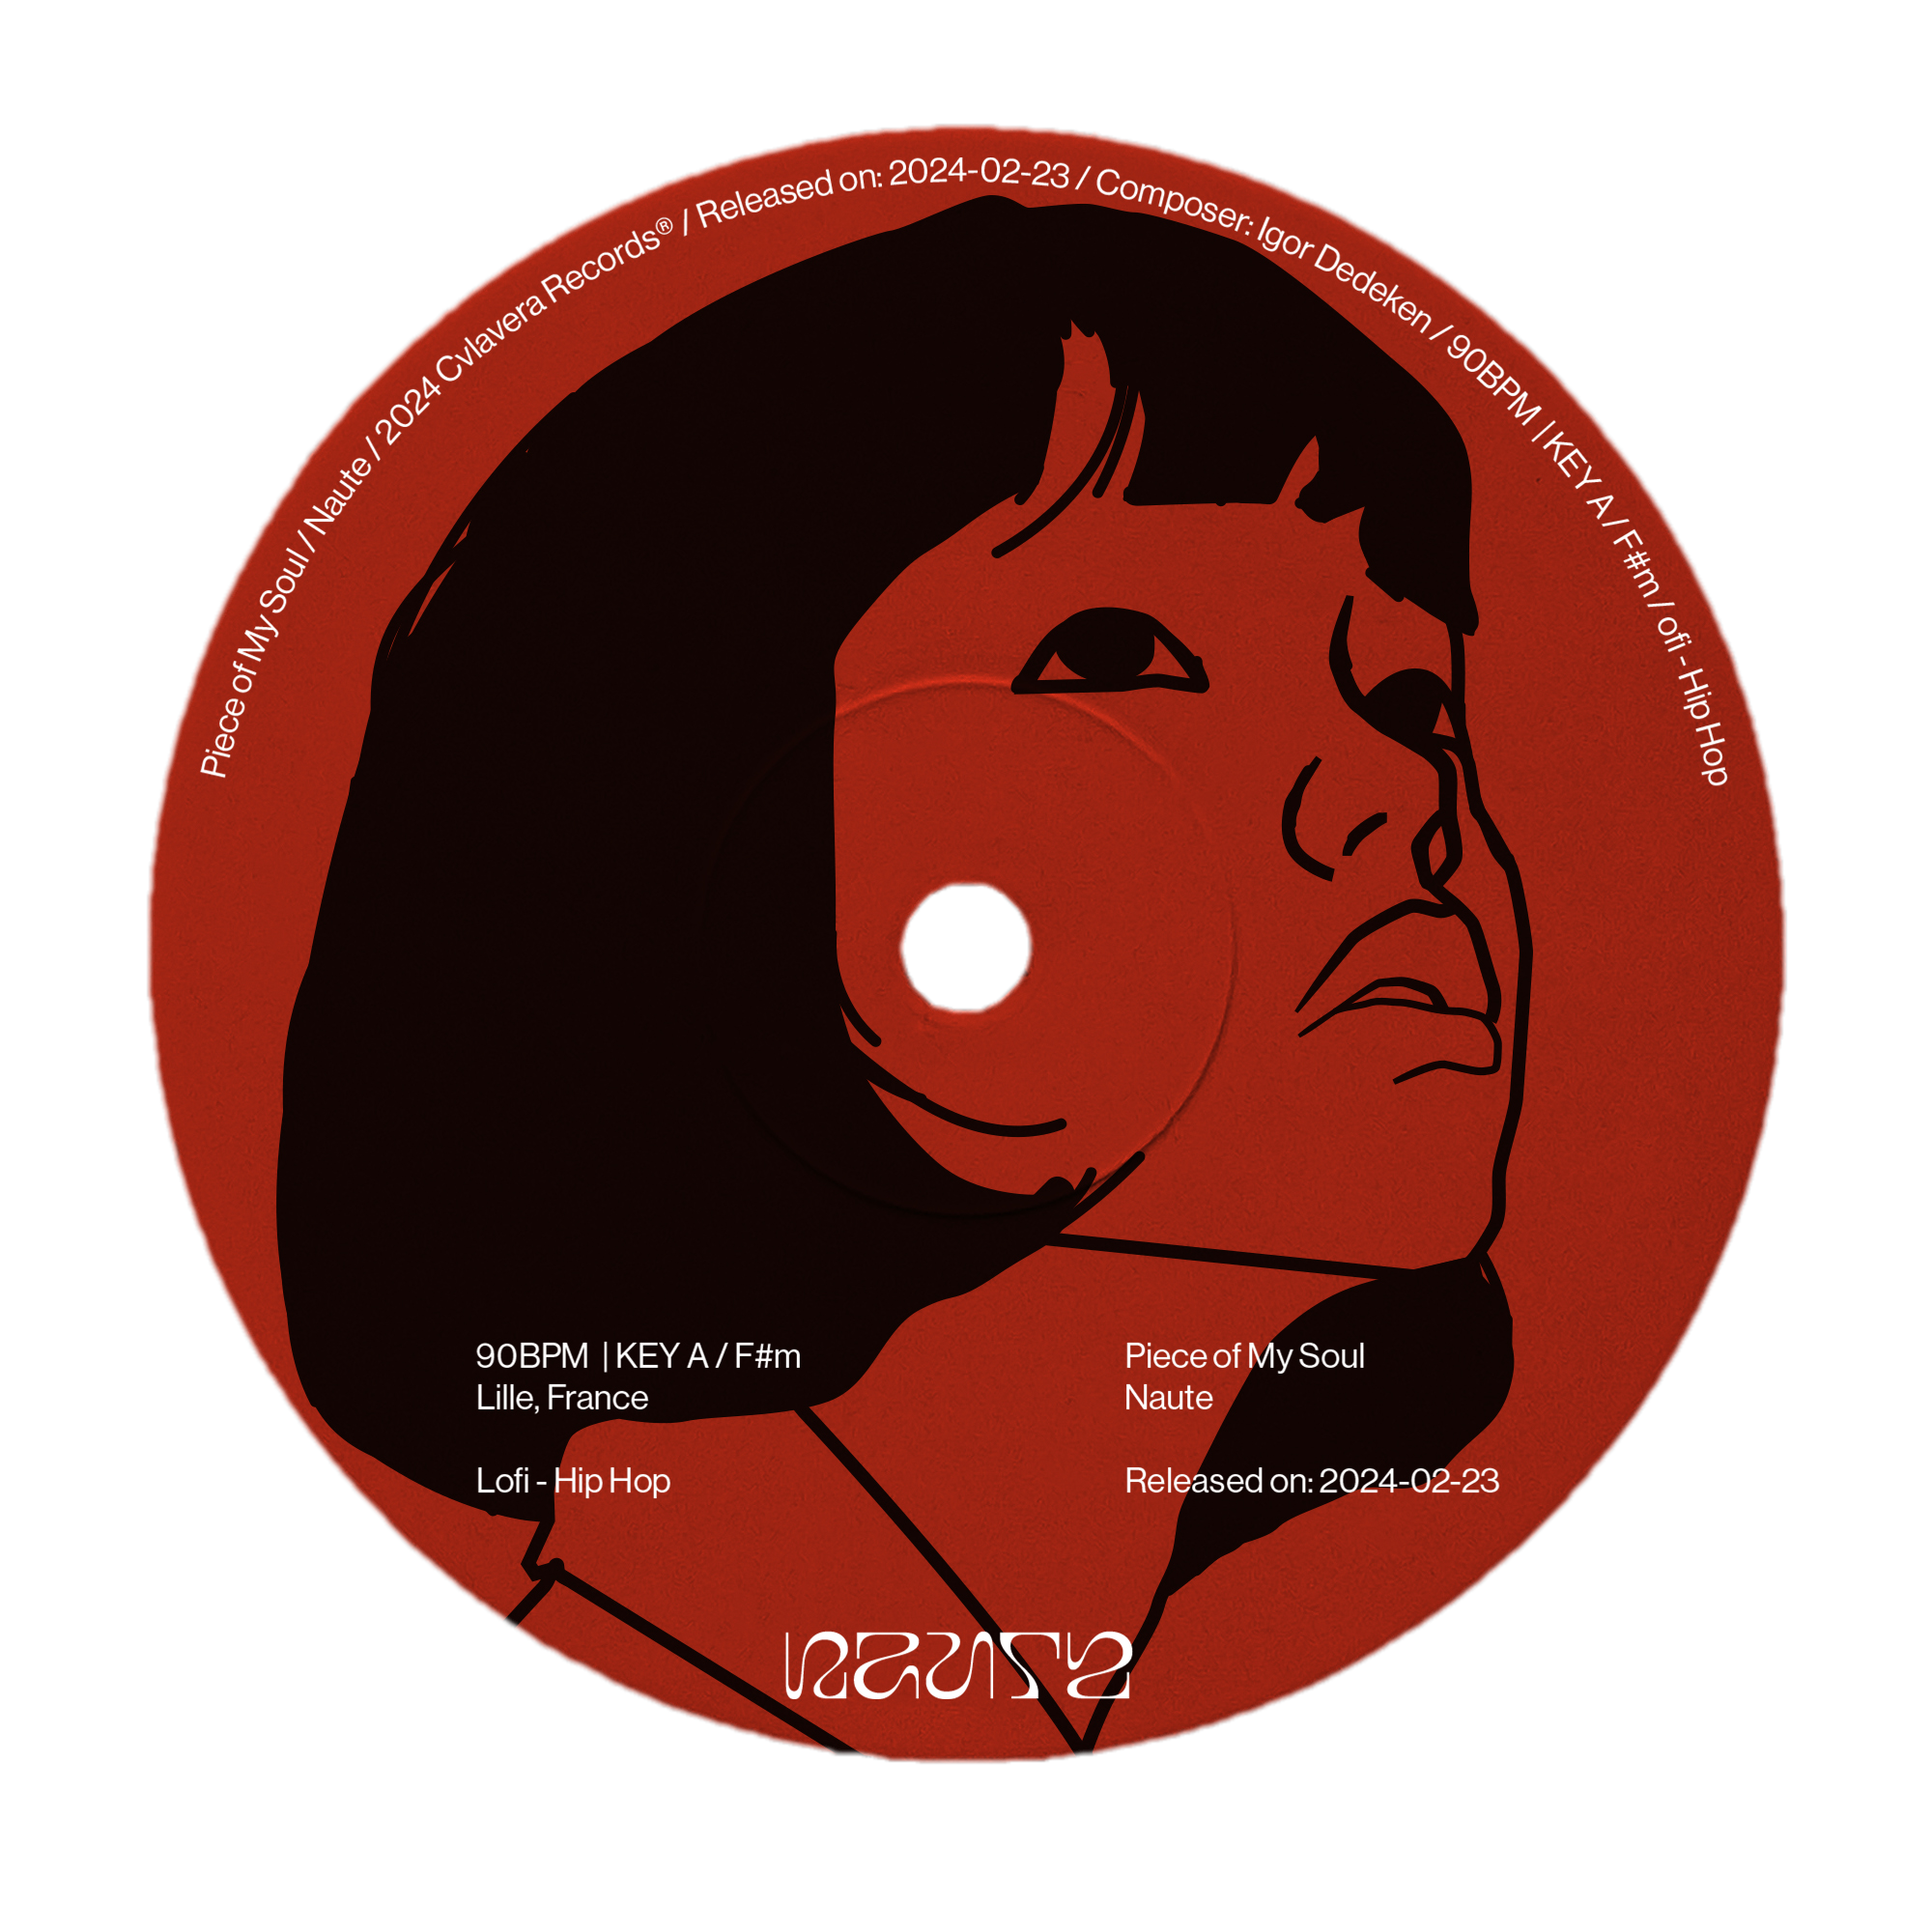 Piece of My Soul / Naute / 2024 Cvlavera Records® / Released on: 2024-02-23 / Composer: Igor Dedeken / 90BPM | KEY A / F#m / ofi - Hip Hop
90BPM | KEY A / F#m
Lille, France
Lofi - Hip Hop
Piece of My Soul
Naute
Released on: 2024-02-23
naute